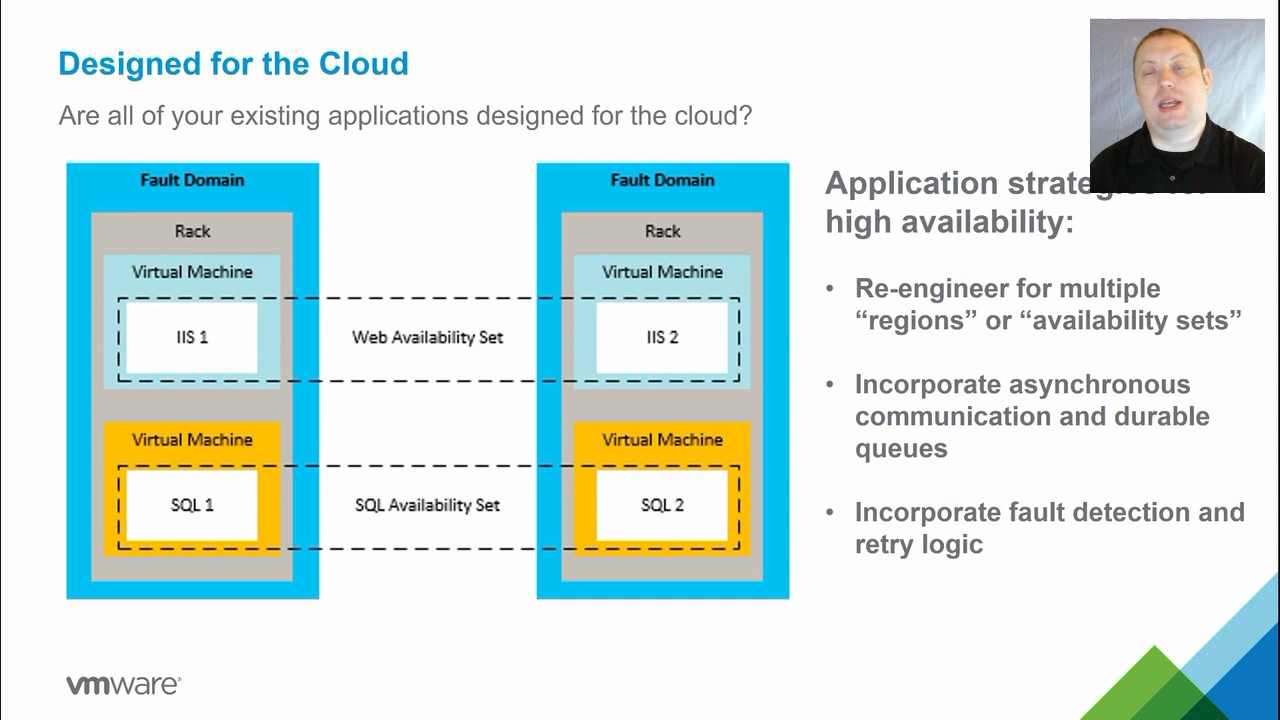 Designed for the Cloud
Are all of your existing applications designed for the cloud?
Fault Domain
Rack
Virtual Machine
IIS 1
Virtual Machine
SQL 1
Web Availability Set
SQL Availability Set
Fault Domain
Rack
Virtual Machine
IIS 2
Virtual Machine
SQL 2
Application strategies for
high availability:
• Re-engineer for multiple
“regions” or “availability sets”
• Incorporate asynchronous
communication and durable
queues
• Incorporate fault detection and
retry logic
vmware